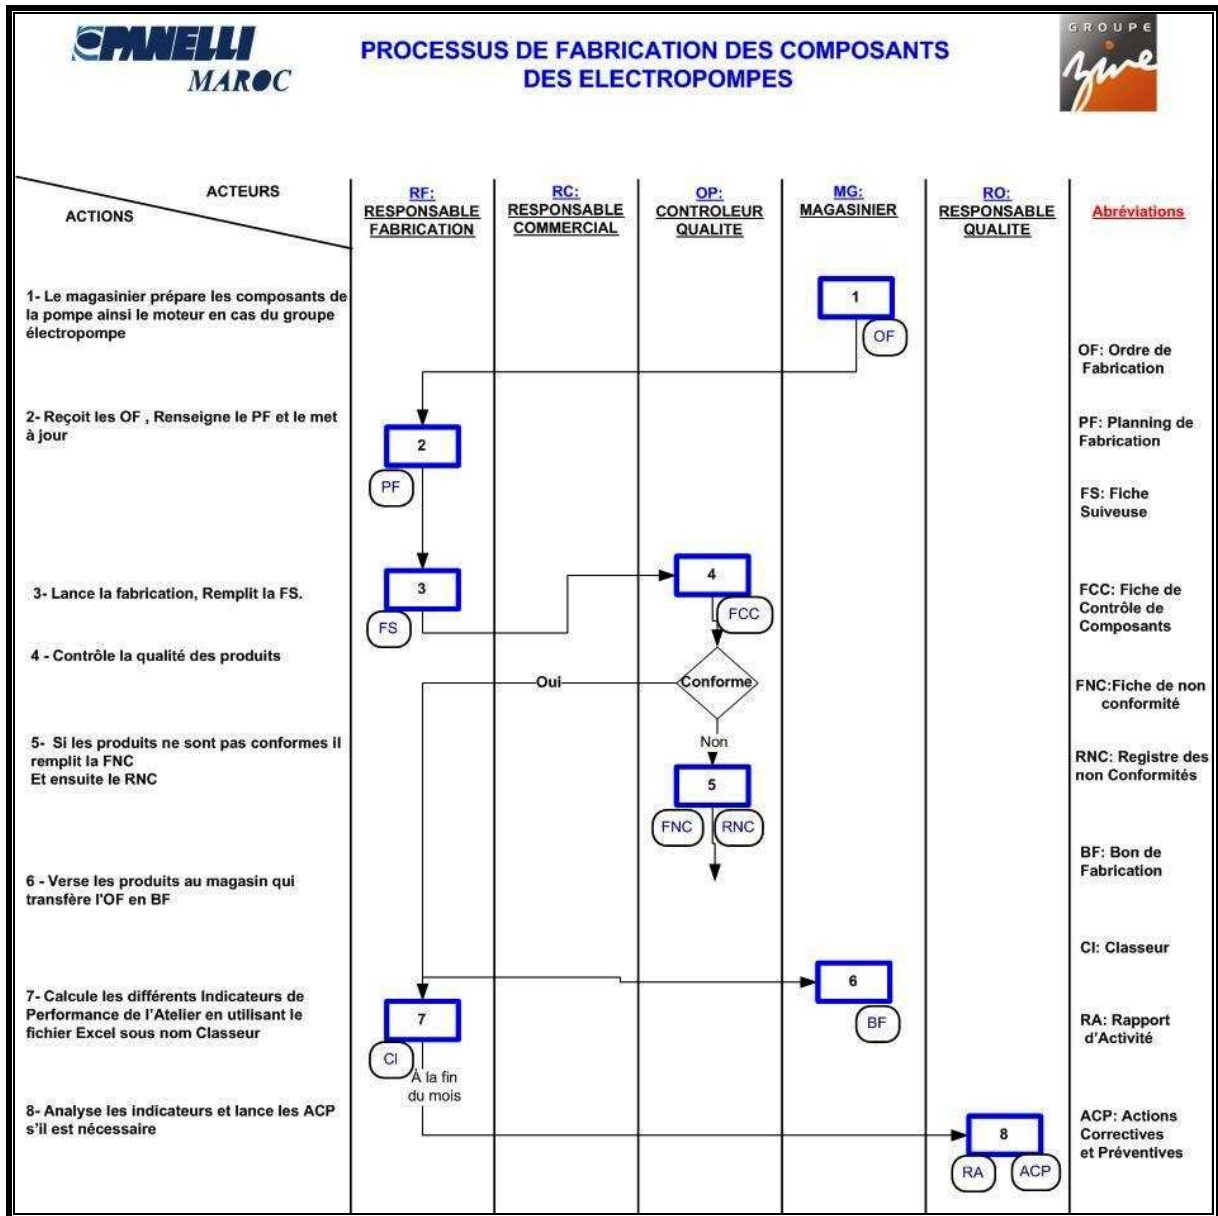 PANELLI
MAROC
PROCESSUS DE FABRICATION DES COMPOSANTS
DES ELECTROPOMPES
GROUPE
zine
ACTEURS
ACTIONS
RF:
RESPONSABLE
FABRICATION
RC:
RESPONSABLE
COMMERCIAL
OP:
CONTROLEUR
QUALITE
MG:
MAGASINIER
RO:
RESPONSABLE
QUALITE
Abréviations
1- Le magasinier prépare les composants de
la pompe ainsi le moteur en cas du groupe
électropompe
1
OF
OF: Ordre de
Fabrication
2- Reçoit les OF , Renseigne le PF et le met
à jour
2
PF
PF: Planning de
Fabrication
FS: Fiche
Suiveuse
3- Lance la fabrication, Remplit la FS.
3
FS
4
FCC
FCC: Fiche de
Contrôle de
Composants
4 - Contrôle la qualité des produits
Oui
Conforme
Non
FNC:Fiche de non
conformité
5- Si les produits ne sont pas conformes il
remplit la FNC
Et ensuite le RNC
5
FNC
RNC
RNC: Registre des
non Conformités
BF: Bon de
Fabrication
6 - Verse les produits au magasin qui
transfère l'OF en BF
6
BF
CI: Classeur
7- Calcule les différents Indicateurs de
Performance de l'Atelier en utilisant le
fichier Excel sous nom Classeur
7
CI
À la fin
du mois
RA: Rapport
d'Activité
8- Analyse les indicateurs et lance les ACP
s'il est nécessaire
8
RA
ACP
ACP: Actions
Correctives
et Préventives